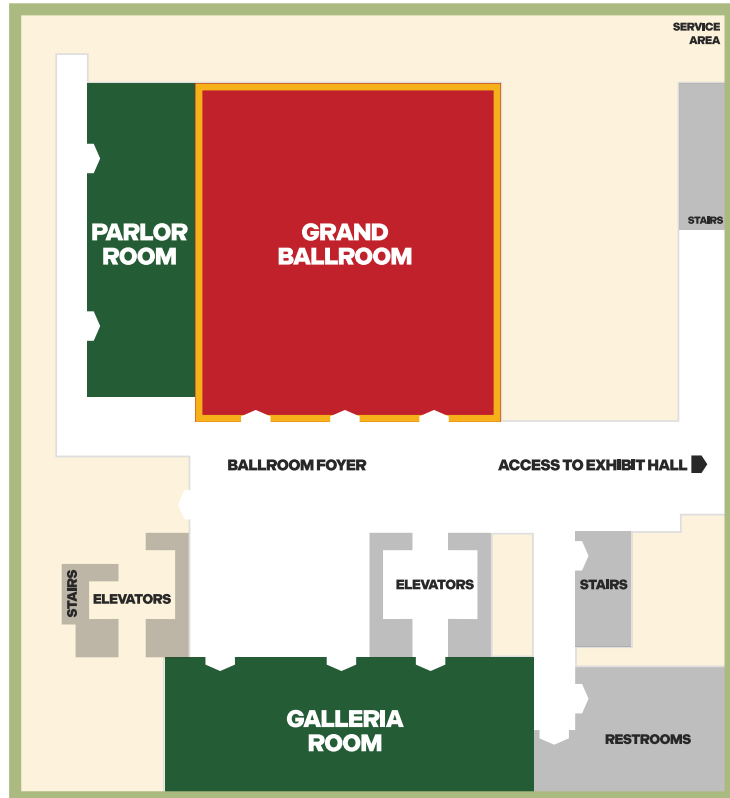 SERVICE
AREA
STAIRS
PARLOR
ROOM
GRAND
BALLROOM
BALLROOM FOYER
ACCESS TO EXHIBIT HALL
STAIRS
ELEVATORS
ELEVATORS
STAIRS
GALLERIA
ROOM
RESTROOMS